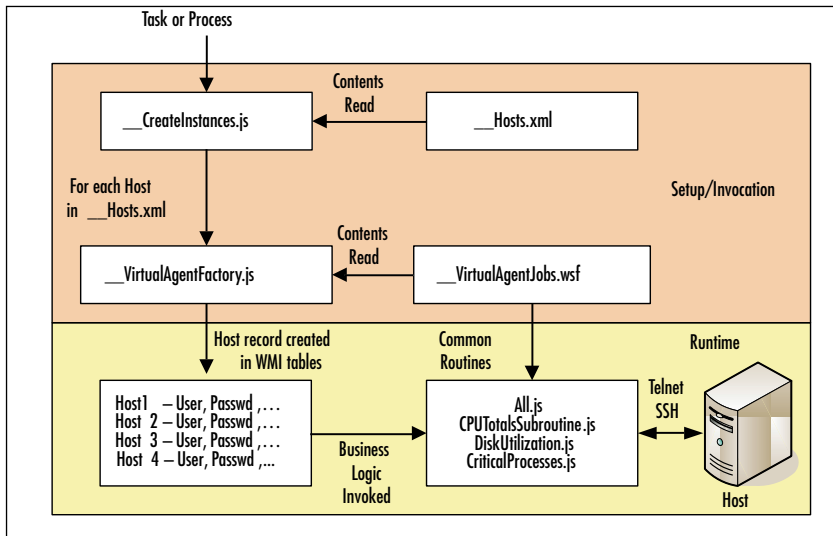 Task or Process
Contents
Read
__CreateInstances.js
__Hosts.xml
For each Host
in __Hosts.xml
Setup/Invocation
Contents
Read
__VirtualAgentFactory.js
__VirtualAgentJobs.wsf
Host record created
in WMI tables
Common
Routines
Runtime
Host1 – User, Passwd ,...
Host 2 – User, Passwd ,...
Host 3 – User, Passwd ,...
Host 4 – User, Passwd ,...
Business
Logic
Invoked
All.js
CPUTotalsSubroutine.js
DiskUtilization.js
CriticalProcesses.js
Telnet
SSH
Host